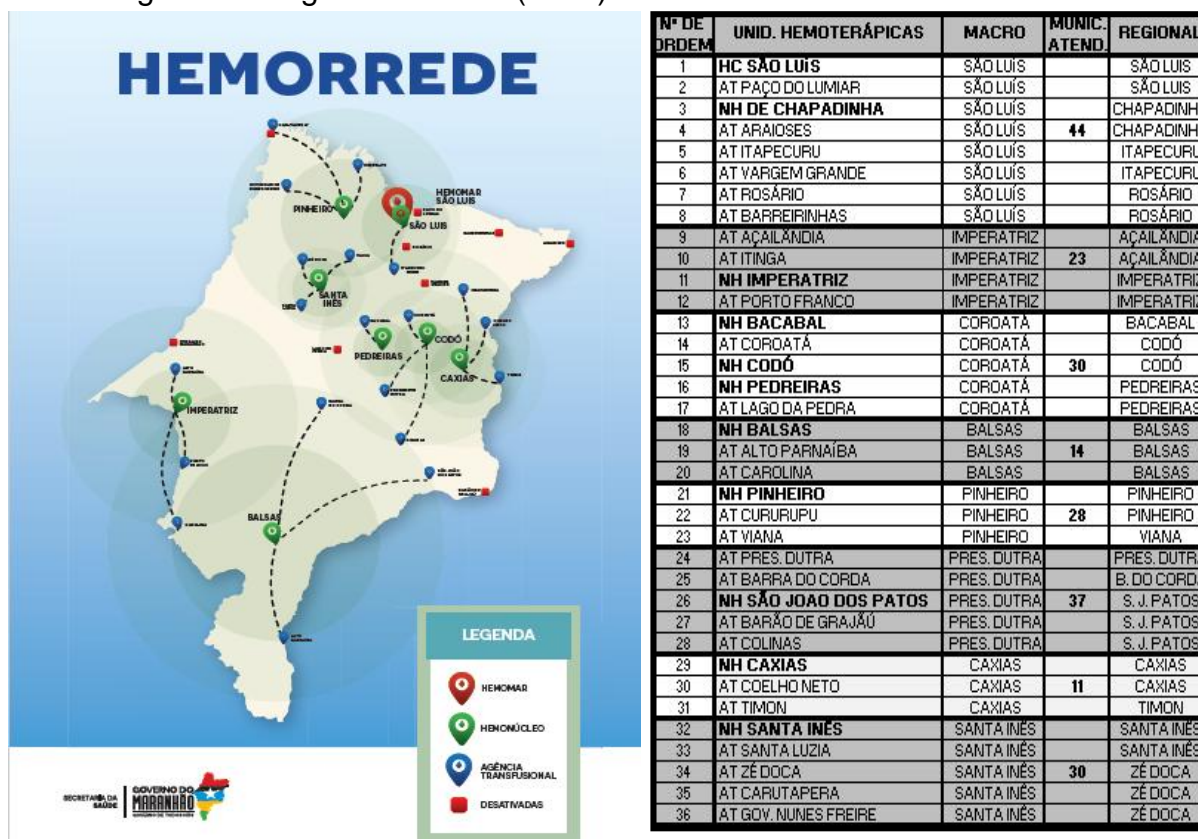 HEMORREDE
HEMOMAR
SÃO LUIS
PINHEIRO
SÃO LUIS
SANTA
INÊS
CODÓ
PEDREIRAS
CAXIAS
IMPERATRIZ
BALSAS
LEGENDA
HEMOMAR
HEMONÚCLEO
AGÊNCIA
TRANSFUSIONAL
DESATIVADAS
SECRETARIA DA
SAÚDE
GOVERNO DO
MARANHÃO
Nº DE ORDEM UNID. HEMOTERÁPICAS MACRO MUNIC. ATEND. REGIONAL
1 HC SÃO LUÍS SÃO LUÍS SÃO LUIS
2 AT PAÇO DO LUMIAR SÃO LUÍS SÃO LUIS
3 NH DE CHAPADINHA SÃO LUÍS CHAPADINH
4 AT ARAIOSES SÃO LUÍS 44 CHAPADINH
5 AT ITAPECURU SÃO LUÍS ITAPECURU
6 AT VARGEM GRANDE SÃO LUÍS ITAPECURU
7 AT ROSÁRIO SÃO LUÍS ROSÁRIO
8 AT BARREIRINHAS SÃO LUÍS ROSÁRIO
9 AT AÇAILÂNDIA IMPERATRIZ AÇAILÂNDIA
10 AT ITINGA IMPERATRIZ 23 AÇAILÂNDIA
11 NH IMPERATRIZ IMPERATRIZ IMPERATRIZ
12 AT PORTO FRANCO IMPERATRIZ IMPERATRIZ
13 NH BACABAL COROATÁ BACABAL
14 AT COROATÁ COROATÁ CODÓ
15 NH CODÓ COROATÁ 30 CODÓ
16 NH PEDREIRAS COROATÁ PEDREIRAS
17 AT LAGO DA PEDRA COROATÁ PEDREIRAS
18 NH BALSAS BALSAS BALSAS
19 AT ALTO PARNAÍBA BALSAS 14 BALSAS
20 AT CAROLINA BALSAS BALSAS
21 NH PINHEIRO PINHEIRO PINHEIRO
22 AT CURURUPU PINHEIRO 28 PINHEIRO
23 AT VIANA PINHEIRO VIANA
24 AT PRES. DUTRA PRES. DUTRA PRES. DUTR
25 AT BARRA DO CORDA PRES. DUTRA B. DO CORD
26 NH SÃO JOAO DOS PATOS PRES. DUTRA 37 S. J. PATOS
27 AT BARÃO DE GRAJAÚ PRES. DUTRA S. J. PATOS
28 AT COLINAS PRES. DUTRA S. J. PATOS
29 NH CAXIAS CAXIAS CAXIAS
30 AT COELHO NETO CAXIAS 11 CAXIAS
31 AT TIMON CAXIAS TIMON
32 NH SANTA INÊS SANTA INÊS SANTA INÊS
33 AT SANTA LUZIA SANTA INÊS SANTA INÊS
34 AT ZÉ DOCA SANTA INÊS 30 ZÉ DOCA
35 AT CARUTAPERA SANTA INÊS ZÉ DOCA
36 AT GOV. NUNES FREIRE SANTA INÊS ZÉ DOCA